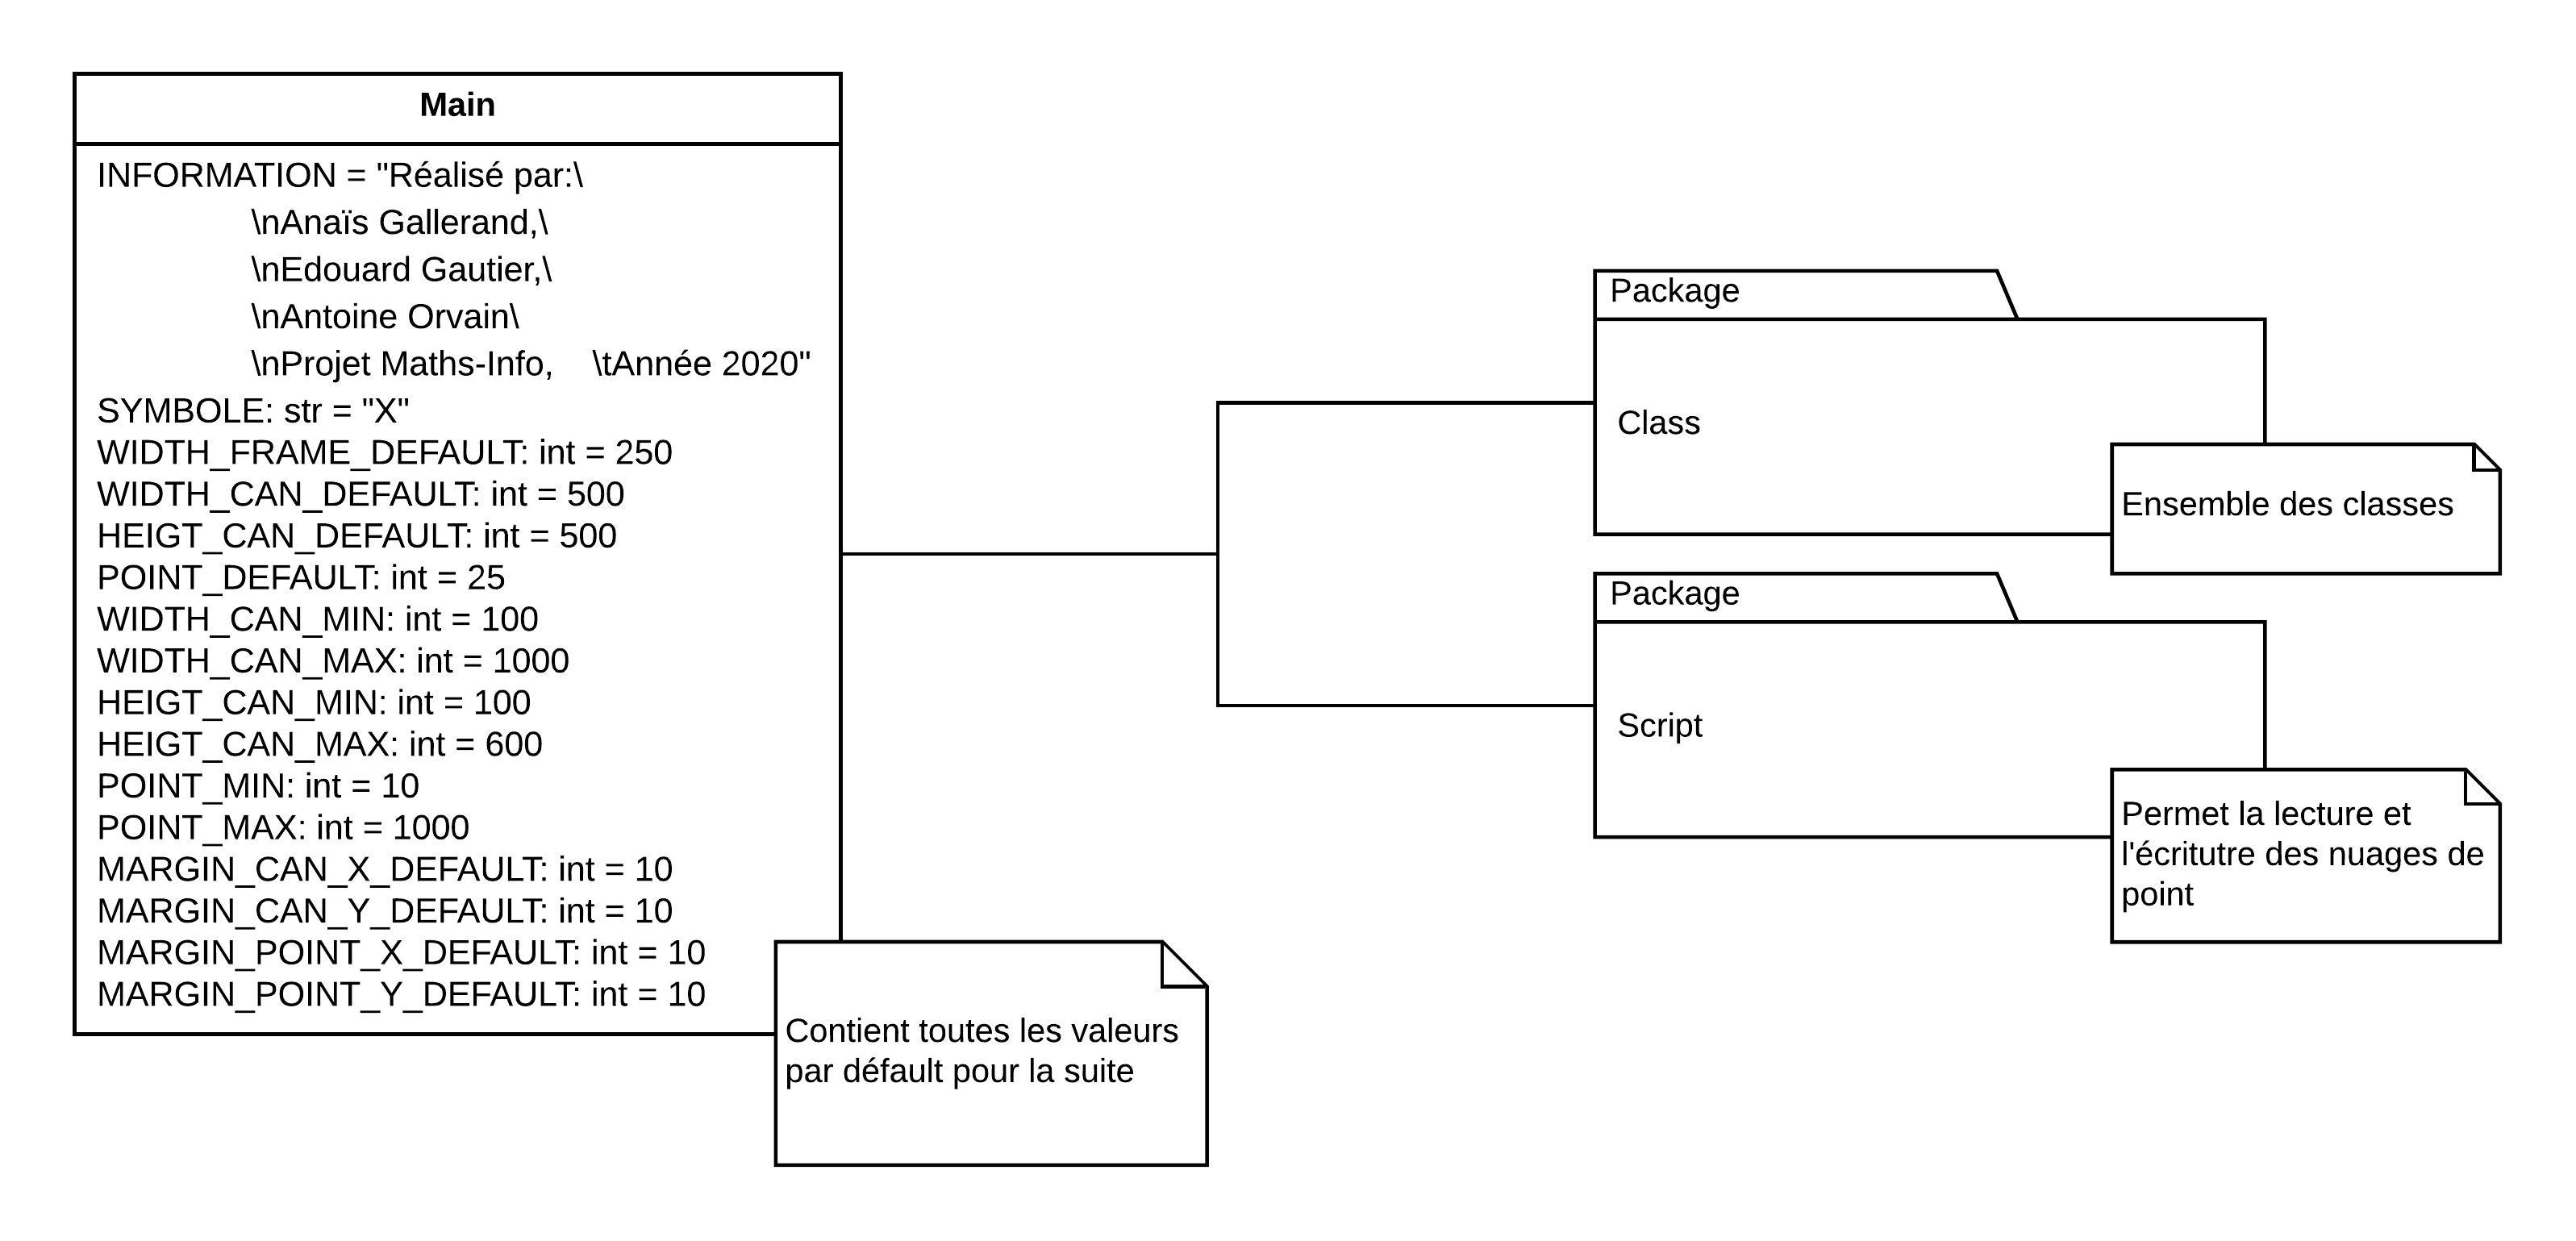 Main
INFORMATION = "Réalisé par:\
\nAnaïs Gallerand,\
\nEdouard Gautier,\
\nAntoine Orvain\
\nProjet Maths-Info,    \tAnnée 2020"
SYMBOLE: str = "X"
WIDTH_FRAME_DEFAULT: int = 250
WIDTH_CAN_DEFAULT: int = 500
HEIGT_CAN_DEFAULT: int = 500
POINT_DEFAULT: int = 25
WIDTH_CAN_MIN: int = 100
WIDTH_CAN_MAX: int = 1000
HEIGT_CAN_MIN: int = 100
HEIGT_CAN_MAX: int = 600
POINT_MIN: int = 10
POINT_MAX: int = 1000
MARGIN_CAN_X_DEFAULT: int = 10
MARGIN_CAN_Y_DEFAULT: int = 10
MARGIN_POINT_X_DEFAULT: int = 10
MARGIN_POINT_Y_DEFAULT: int = 10
Contient toutes les valeurs
par défault pour la suite
Package
Class
Ensemble des classes
Package
Script
Permet la lecture et
l'écritutre des nuages de
point